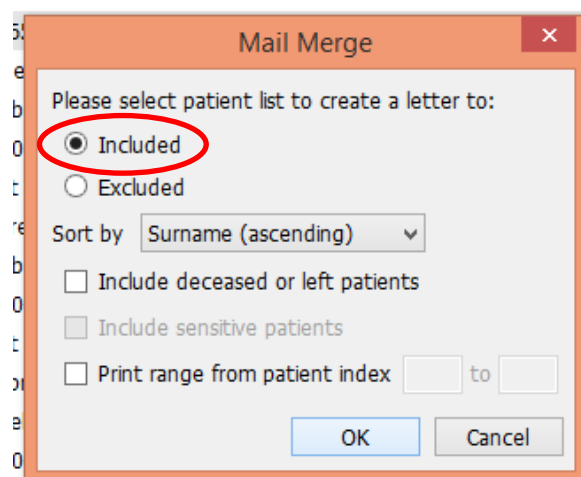 Mail Merge
Please select patient list to create a letter to:
Included
Excluded
Sort by Surname (ascending)
Include deceased or left patients
Include sensitive patients
Print range from patient index to
OK Cancel